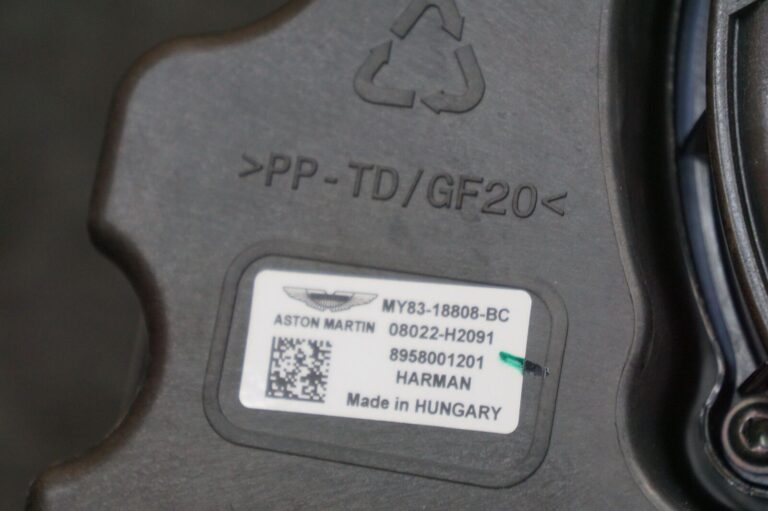 >PP-TD/GF20<
ASTON MARTIN
MY83-18808-BC
08022-H2091
8958001201
HARMAN
Made in HUNGARY